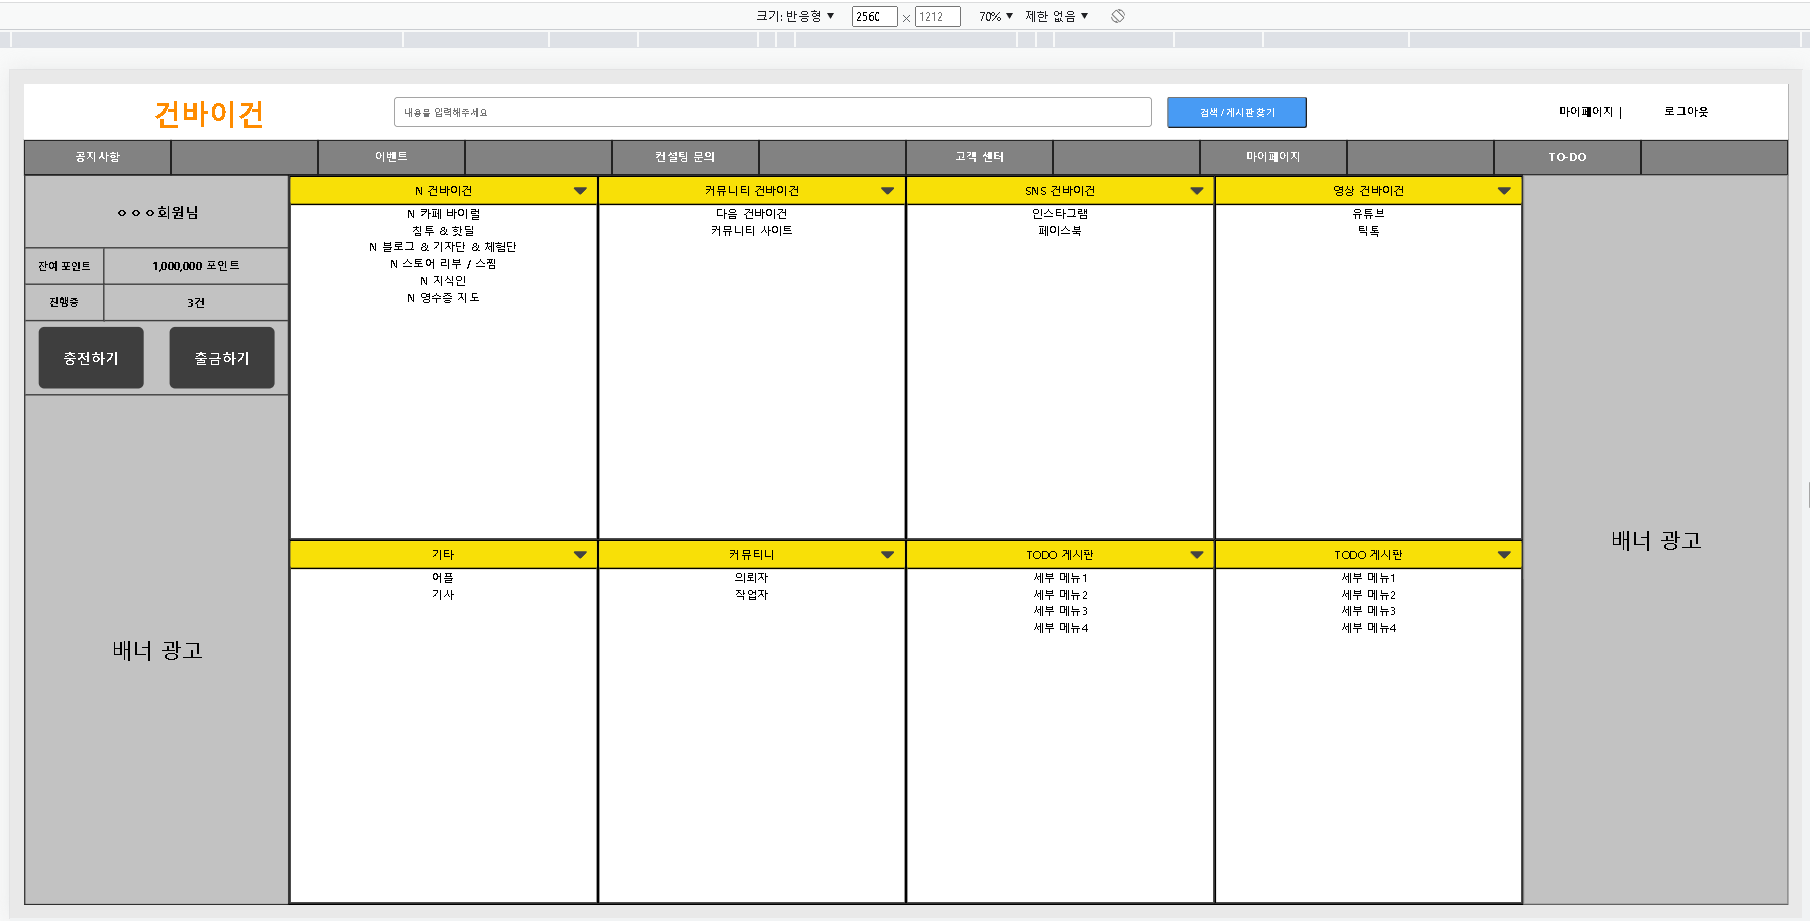 크기: 반응형 ▼ 2560 × 1212 70% ▼ 제한 없음 ▼
건바이건
내용을 입력해주세요
검색 / 게시판 찾기
마이페이지 |
로그아웃
공지사항
이벤트
컨설팅 문의
고객 센터
마이페이지
TO-DO
ㅇㅇㅇ회원님
잔여 포인트
1,000,000 포인트
진행중
3건
충전하기
출금하기
배너 광고
N 건바이건
N 카페 바이럴
침투 & 핫딜
N 블로그 & 기자단 & 체험단
N 스토어 리뷰 / 스찜
N 지식인
N 영수증 지도
커뮤니티 건바이건
다음 건바이건
커뮤니티 사이트
SNS 건바이건
인스타그램
페이스북
영상 건바이건
유튜브
틱톡
기타
어플
기사
커뮤티니
의뢰자
작업자
TODO 게시판
세부 메뉴1
세부 메뉴2
세부 메뉴3
세부 메뉴4
TODO 게시판
세부 메뉴1
세부 메뉴2
세부 메뉴3
세부 메뉴4
배너 광고